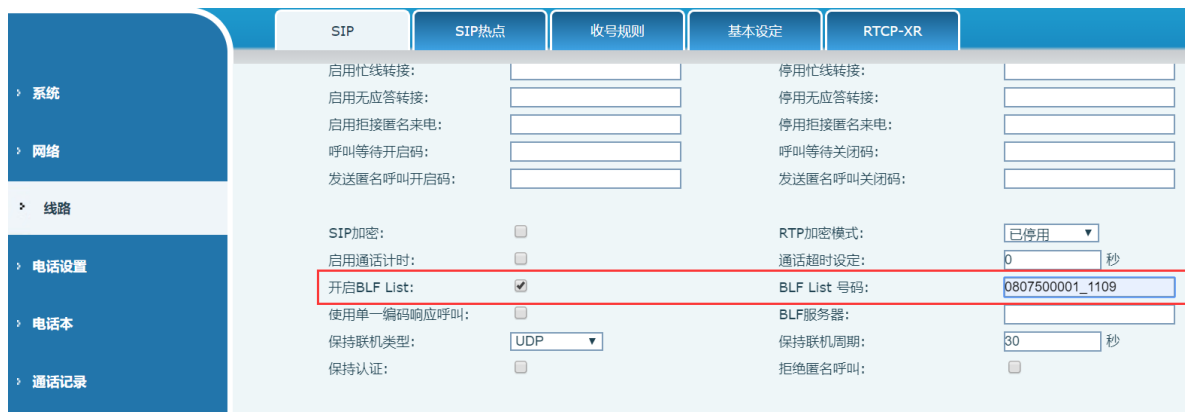 SIP SIP热点 收号规则 基本设定 RTCP-XR
启用忙线转接: 停用忙线转接:
› 系统
启用无应答转接: 停用无应答转接:
启用拒接匿名来电: 停用拒接匿名来电:
› 网络
呼叫等待开启码: 呼叫等待关闭码:
发送匿名呼叫开启码: 发送匿名呼叫关闭码:
› 线路
SIP加密: RTP加密模式: 已停用
启用通话计时: 通话超时设定: 0 秒
› 电话设置
开启BLF List: BLF List 号码: 0807500001_1109
使用单一编码响应呼叫: BLF服务器:
› 电话本
保持联机类型: UDP 保持联机周期: 30 秒
保持认证: 拒绝匿名呼叫:
› 通话记录